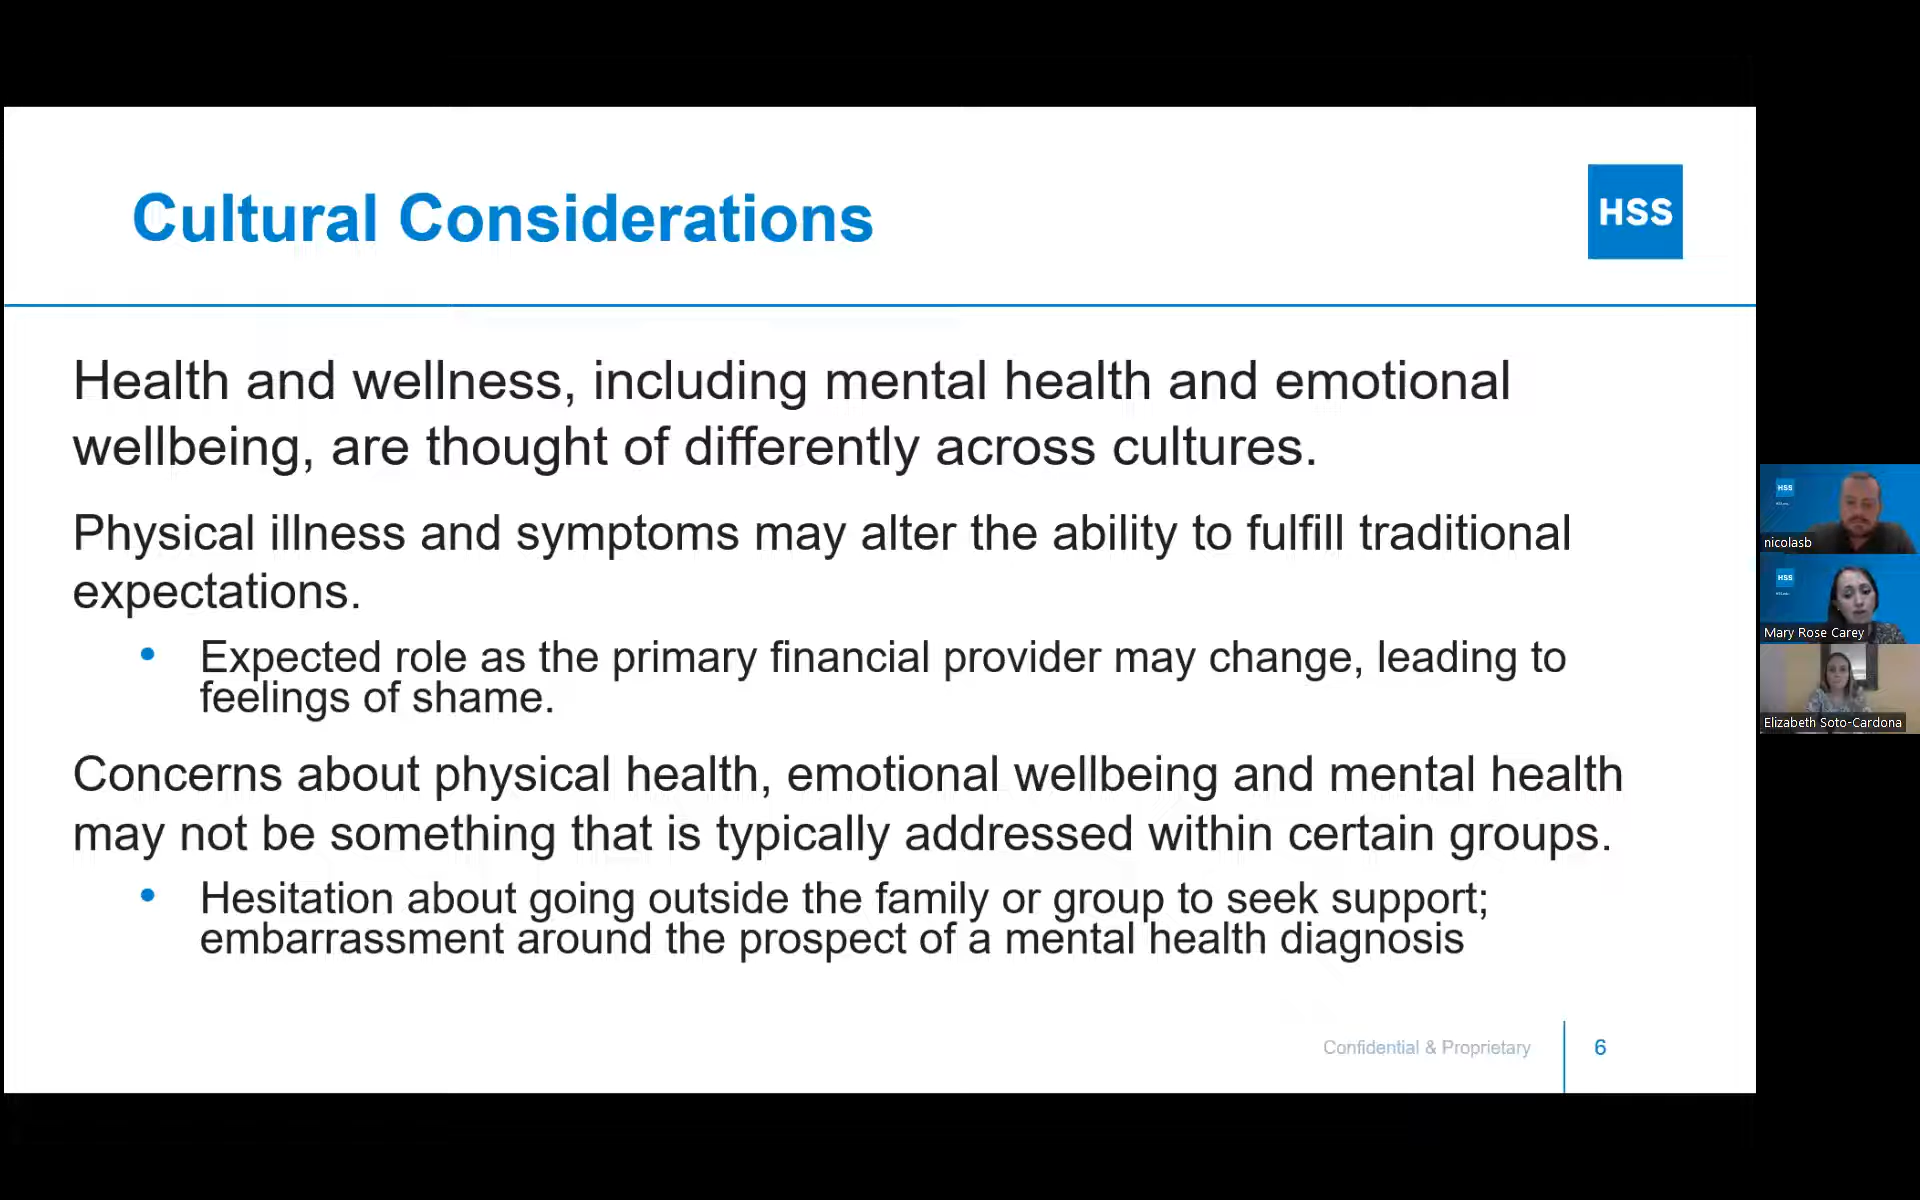 Cultural Considerations
HSS
Health and wellness, including mental health and emotional
wellbeing, are thought of differently across cultures.
Physical illness and symptoms may alter the ability to fulfill traditional
expectations.
• Expected role as the primary financial provider may change, leading to
feelings of shame.
Concerns about physical health, emotional wellbeing and mental health
may not be something that is typically addressed within certain groups.
• Hesitation about going outside the family or group to seek support;
embarrassment around the prospect of a mental health diagnosis
Confidential & Proprietary
6
HSS
nicolasb
HSS
Mary Rose Carey
Elizabeth Soto-Cardona